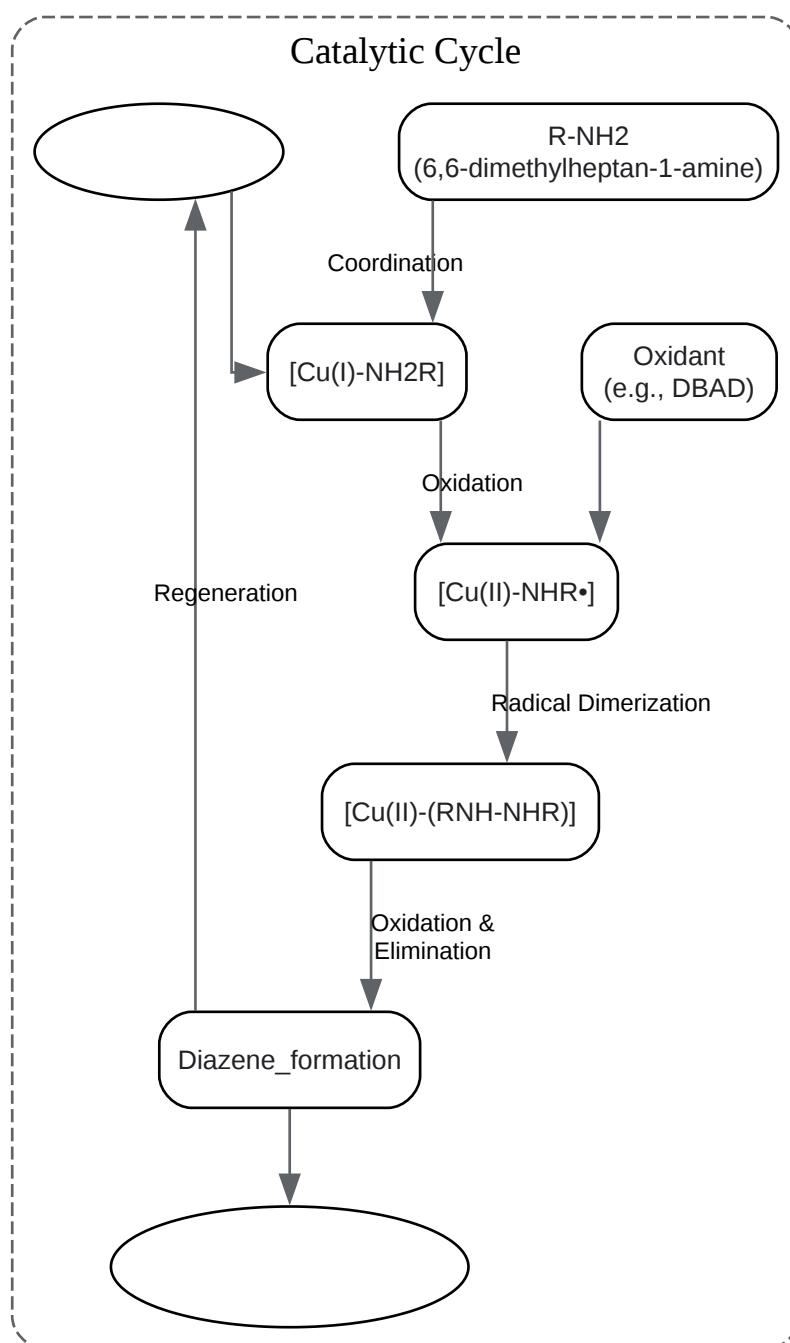 Catalytic Cycle
R-NH2
(6,6-dimethylheptan-1-amine)
Coordination
[Cu(I)-NH2R]
Oxidant
(e.g., DBAD)
Oxidation
[Cu(II)-NHR•]
Regeneration
Radical Dimerization
[Cu(II)-(RNH-NHR)]
Oxidation &
Elimination
Diazene_formation